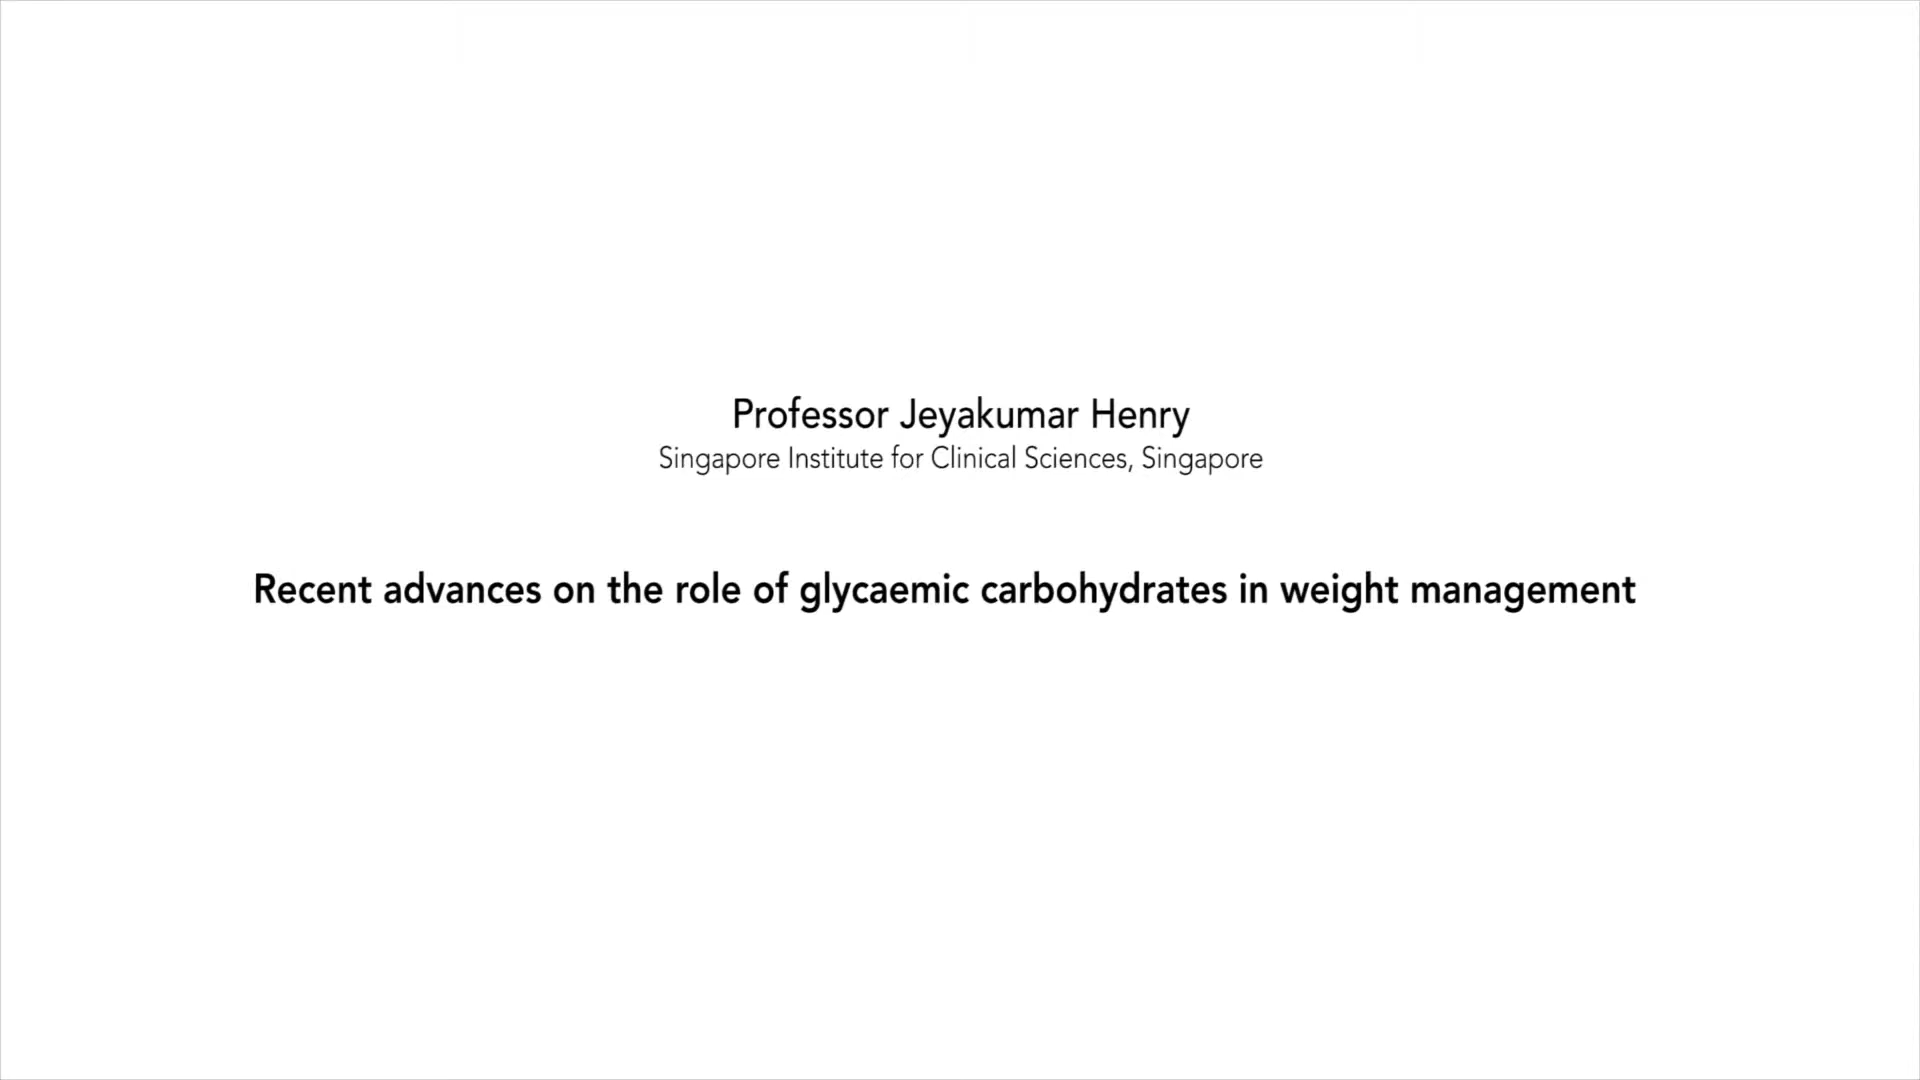 Professor Jeyakumar Henry
Singapore Institute for Clinical Sciences, Singapore
Recent advances on the role of glycaemic carbohydrates in weight management